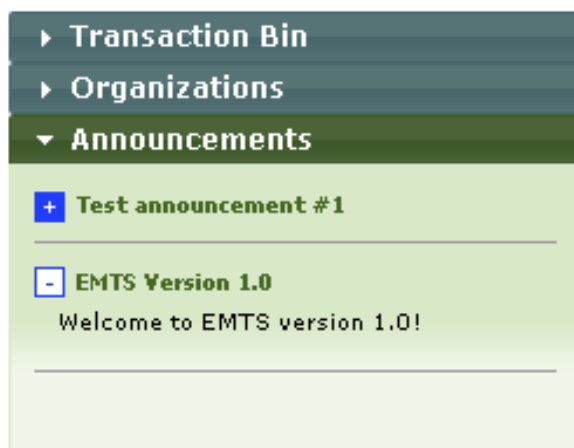 Transaction Bin
Organizations
Announcements
+ Test announcement #1
- EMTS Version 1.0
Welcome to EMTS version 1.0!